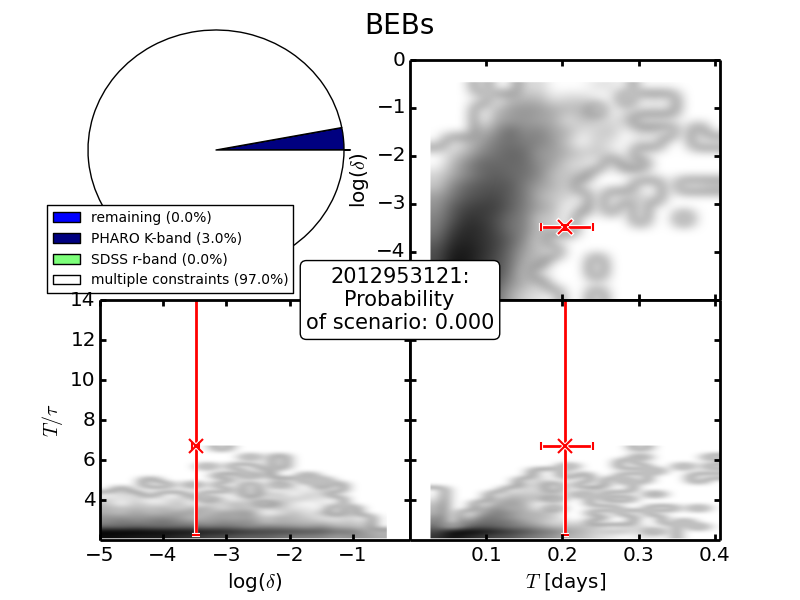 BEBs
0
−1
−2
−3
−4
log(δ)
remaining (0.0%)
PHARO K-band (3.0%)
SDSS r-band (0.0%)
multiple constraints (97.0%)
2012953121:
Probability
of scenario: 0.000
14
12
10
8
6
4
T/τ
−5 −4 −3 −2 −1
log(δ)
0.1 0.2 0.3 0.4
T [days]